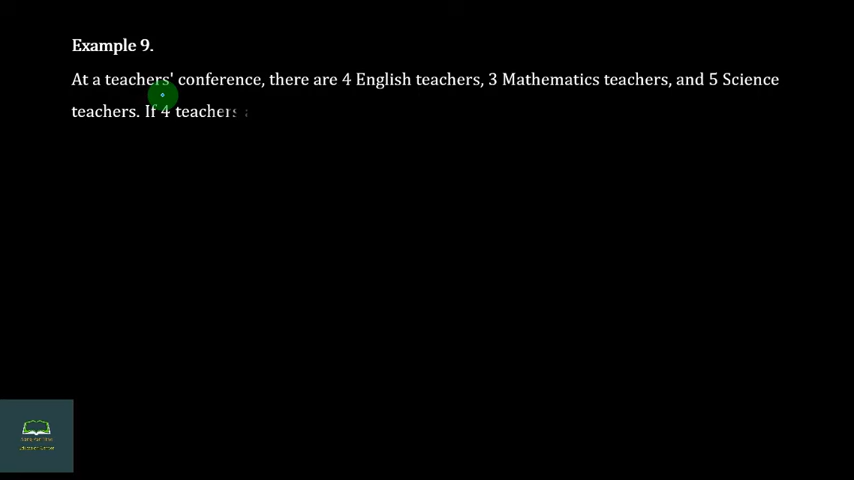 Example 9.
At a teachers' conference, there are 4 English teachers, 3 Mathematics teachers, and 5 Science
teachers. If 4 teachers